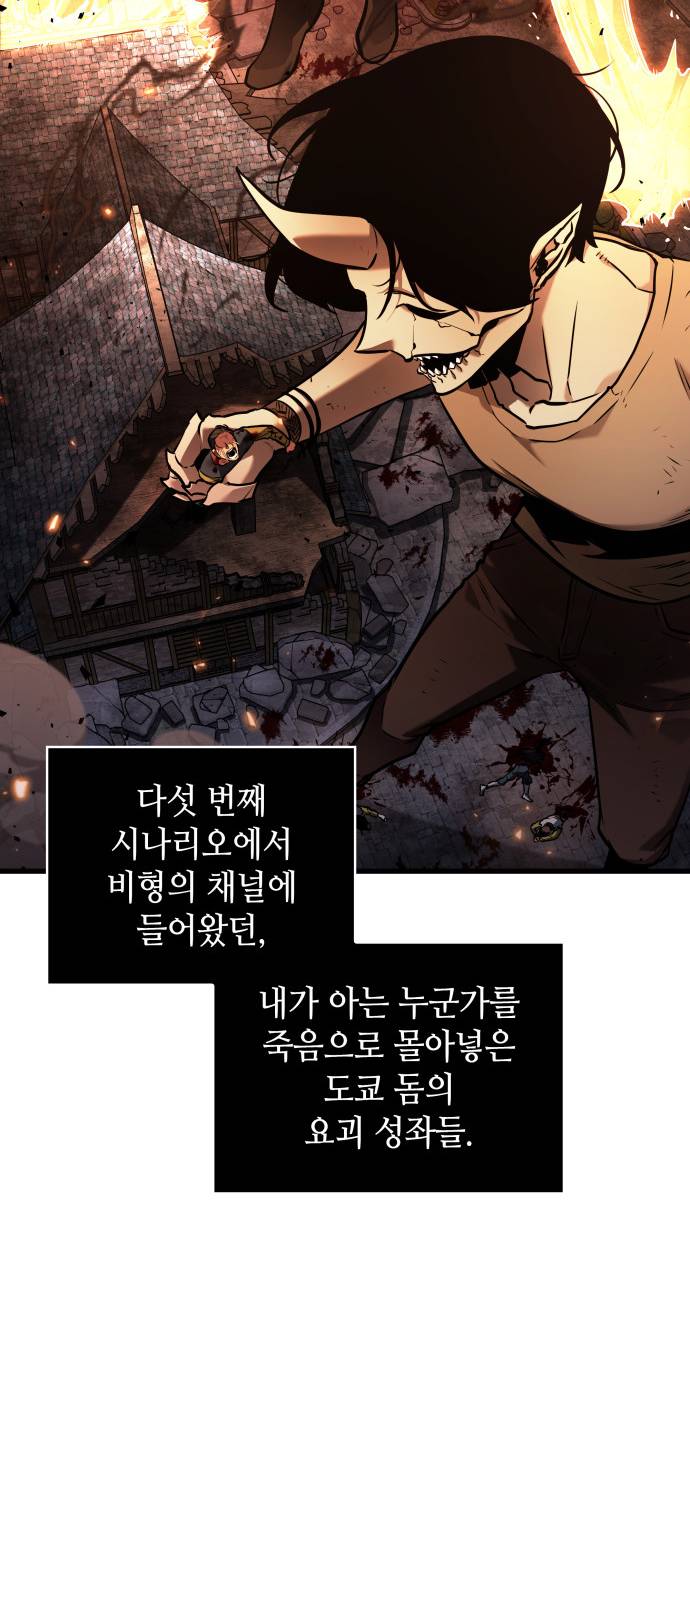 다섯 번째
시나리오에서
비형의 채널에
들어왔던,
내가 아는 누군가를
죽음으로 몰아넣은
도쿄 돔의
요괴 성좌들.